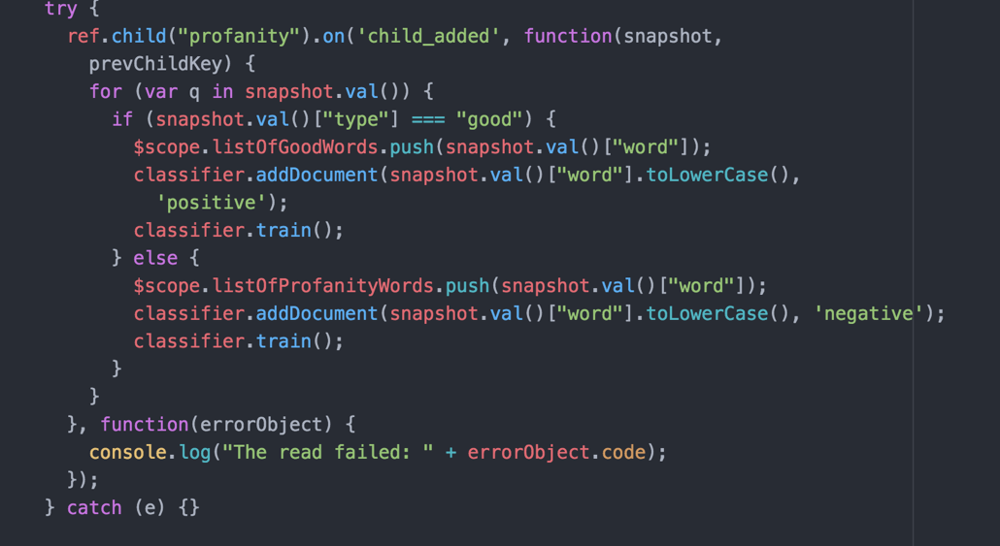 try {
ref.child("profanity").on('child_added', function(snapshot,
prevChildKey) {
for (var q in snapshot.val()) {
if (snapshot.val()["type"] === "good") {
$scope.listOfGoodWords.push(snapshot.val()["word"]);
classifier.addDocument(snapshot.val()["word"].toLowerCase(),
'positive');
classifier.train();
} else {
$scope.listOfProfanityWords.push(snapshot.val()["word"]);
classifier.addDocument(snapshot.val()["word"].toLowerCase(), 'negative');
classifier.train();
}
}
}, function(errorObject) {
console.log("The read failed: " + errorObject.code);
});
} catch (e) {}